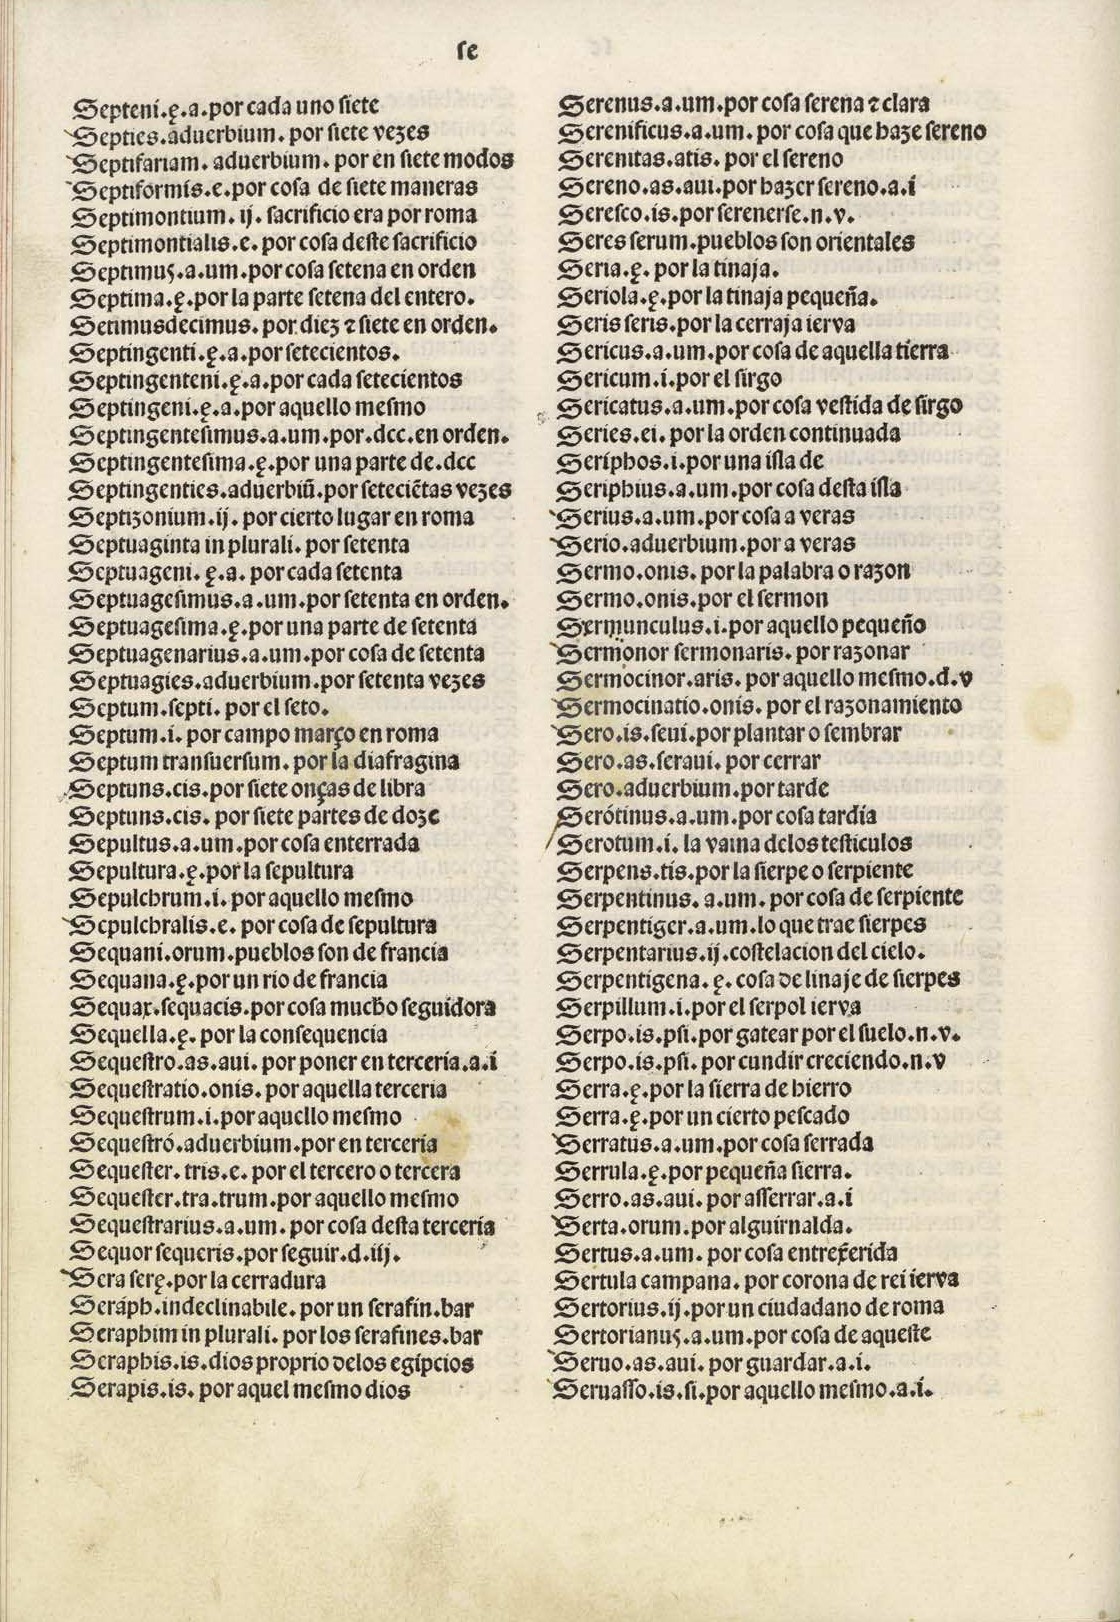 se
Septeni.ę.a.por cada uno siete
Septies.aduerbium.por siete vezes
Septifariam.aduerbium.por en siete modos
Septiformis.e.por cosa de siete maneras
Septimontium.ij.sacrificio era por roma
Septimontialis.e.por cosa deste sacrificio
Septimus.a.um.por cosa setena en orden
Septima.ę.por la parte setena del entero.
Setimusdecimus.por diez ⁊ siete en orden.
Septingenti.ę.a.por setecientos.
Septingenteni.ę.a.por cada setecientos
Septingeni.ę.a.por aquello mesmo
Septingentesimus.a.um.por.dcc.en orden.
Septingentesima.ę.por una parte de.dcc
Septingenties.aduerbiū.por seteciētas vezes
Septizonium.ij.por cierto lugar en roma
Septuaginta in plurali.por setenta
Septuageni.ę.a.por cada setenta
Septuagesimus.a.um.por setenta en orden.
Septuagesima.ę.por una parte de setenta
Septuagenarius.a.um.por cosa de setenta
Septuagies.aduerbium.por setenta vezes
Septum.septi.por el seto.
Septum.i.por campo março en roma
Septum transuersum.por la diafragina
Septuns.cis.por siete onças de libra
Septuns.cis.por siete partes de doze
Sepultus.a.um.por cosa enterrada
Sepultura.ę.por la sepultura
Sepulchrum.i.por aquello mesmo
Sepulchralis.e.por cosa de sepultura
Sequani.orum.pueblos son de francia
Sequana.ę.por un rio de francia
Sequax.sequacis.por cosa mucho seguidora
Sequella.ę.por la consequencia
Sequestro.as.aui.por poner en terceria.a.i
Sequestratio.onis.por aquella terceria
Sequestrum.i.por aquello mesmo
Sequestró.aduerbium.por en terceria
Sequester.tris.e.por el tercero o tercera
Sequester.tra.trum.por aquello mesmo
Sequestrarius.a.um.por cosa desta terceria
Sequor sequeris.por seguir.d.iij.
Sera serę.por la cerradura
Seráph.indeclinabile.por un serafin.bar
Seraphim in plurali.por los serafines.bar
Seraphis.is.dios proprio delos egipcios
Serapis.is.por aquel mesmo dios
Serenus.a.um.por cosa serena ⁊ clara
Serenificus.a.um.por cosa que haze sereno
Serenitas.atis.por el sereno
Sereno.as.aui.por hazer sereno.a.i
Seresco.is.por serenerse.n.v.
Seres serum.pueblos son orientales
Seria.ę.por la tinaja.
Seriola.ę.por la tinaja pequeña.
Seris seris.por la cerraja ierva
Sericus.a.um.por cosa de aquella tierra
Sericum.i.por el sirgo
Sericatus.a.um.por cosa vestida de sirgo
Series.ei.por la orden continuada
Seriphos.i.por una isla de
Seriphius.a.um.por cosa desta isla
Serius.a.um.por cosa a veras
Serio.aduerbium.por a veras
Sermo.onis.por la palabra o razon
Sermo.onis.por el sermon
Sermunculus.i.por aquello pequeño
Sermonor sermonaris.por razonar
Sermocinor.aris.por aquello mesmo.d.v
Sermocinatio.onis.por el razonamiento
Sero.is.seui.por plantar o sembrar
Sero.as.seraui.por cerrar
Sero.aduerbium.por tarde
Serótinus.a.um.por cosa tardia
Serotum.i.la vaina delos testiculos
Serpens.tis.por la sierpe o serpiente
Serpentinus.a.um.por cosa de serpiente
Serpentiger.a.um.lo que trae sierpes
Serpentarius.ij.costelacion del cielo.
Serpentigena.ę.cosa de linaje de sierpes
Serpillum.i.por el serpol ierva
Serpo.is.psi.por gatear por el suelo.n.v.
Serpo.is.psi.por cundir creciendo.n.v
Serra.ę.por la sierra de hierro
Serra.ę.por un cierto pescado
Serratus.a.um.por cosa serrada
Serrula.ę.por pequeña sierra.
Serro.as.aui.por asserrar.a.i
Serta.orum.por alguirnalda.
Sertus.a.um.por cosa entrexerida
Sertula campana.por corona de rei ierva
Sertorius.ij.por un ciudadano de roma
Sertorianus.a.um.por cosa de aqueste
Seruo.as.aui.por guardar.a.i.
Seruasso.is.si.por aquello mesmo.a.i.